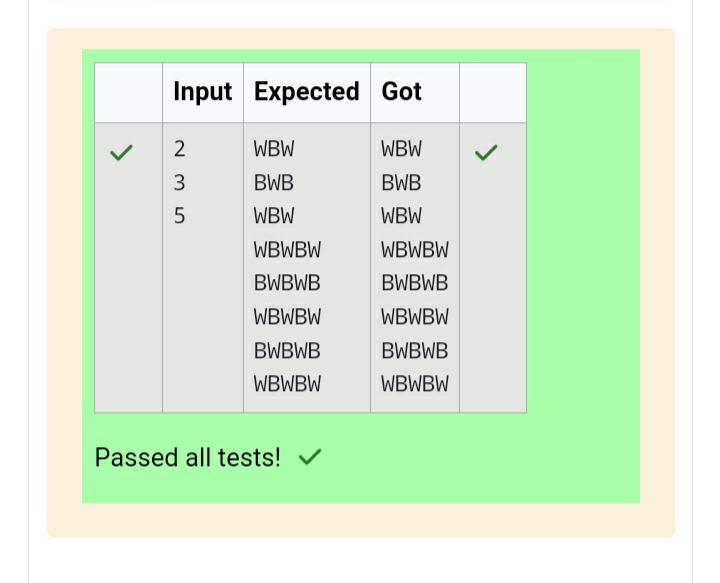 Input Expected Got
2 WBW WBW
3 BWB BWB
5 WBW WBW
WBWBW WBWBW
BWBWB BWBWB
WBWBW WBWBW
BWBWB BWBWB
WBWBW WBWBW
Passed all tests!